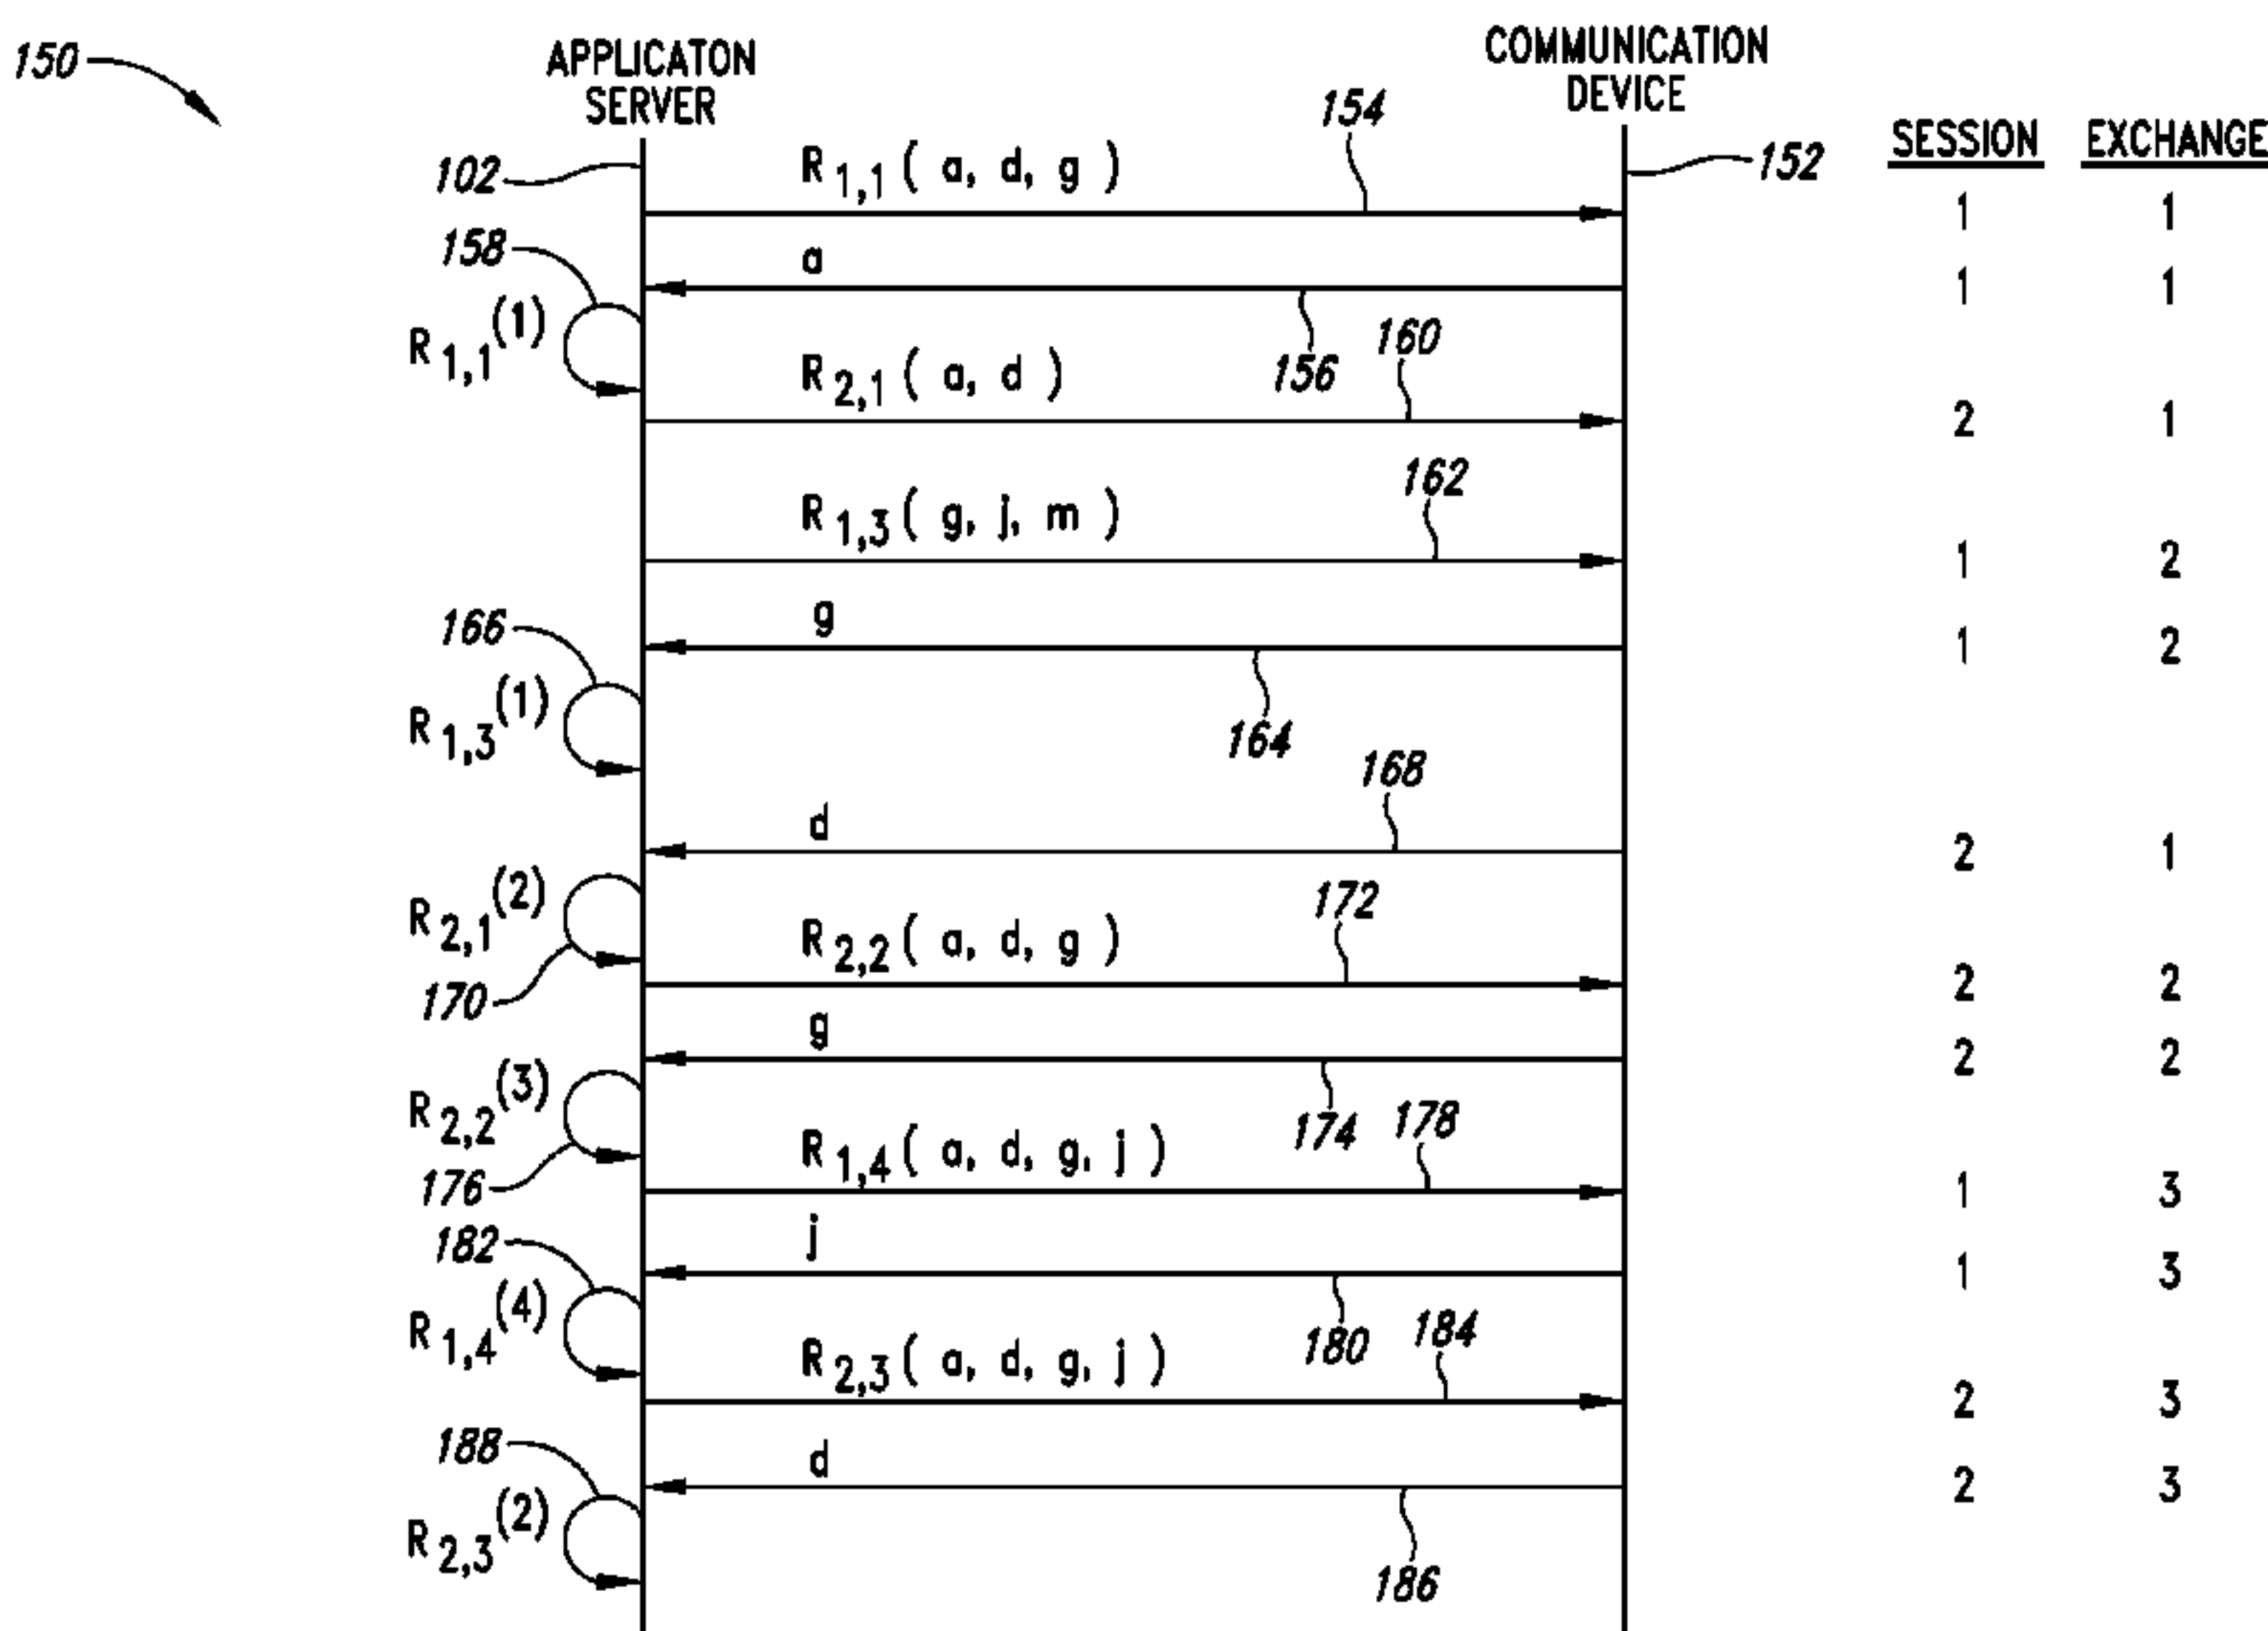 150
APPLICATON
SERVER
COMMUNICATION
DEVICE
SESSION EXCHANGE
102
R1,1 ( a, d, g )
154
152
1 1
158
a
156
1 1
R1,1(1)
R2,1 ( a, d )
160
2 1
R1,3 ( g, j, m )
162
1 2
166
g
164
1 2
R1,3(1)
d
168
2 1
R2,1(2)
170
R2,2 ( a, d, g )
172
2 2
g
174
2 2
R2,2(3)
176
R1,4 ( a, d, g, j )
178
1 3
182
j
180
1 3
R1,4(4)
R2,3 ( a, d, g, j )
184
2 3
188
d
186
2 3
R2,3(2)